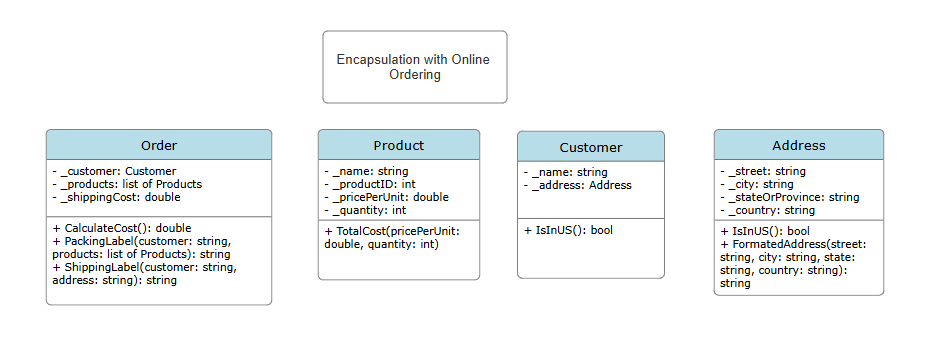 Encapsulation with Online
Ordering
Order
- _customer: Customer
- _products: list of Products
- _shippingCost: double
+ CalculateCost(): double
+ PackingLabel(customer: string,
products: list of Products): string
+ ShippingLabel(customer: string,
address: string): string
Product
- _name: string
- _productID: int
- _pricePerUnit: double
- _quantity: int
+ TotalCost(pricePerUnit:
double, quantity: int)
Customer
- _name: string
- _address: Address
+ IsInUS(): bool
Address
- _street: string
- _city: string
- _stateOrProvince: string
- _country: string
+ IsInUS(): bool
+ FormatedAddress(street:
string, city: string, state:
string, country: string):
string